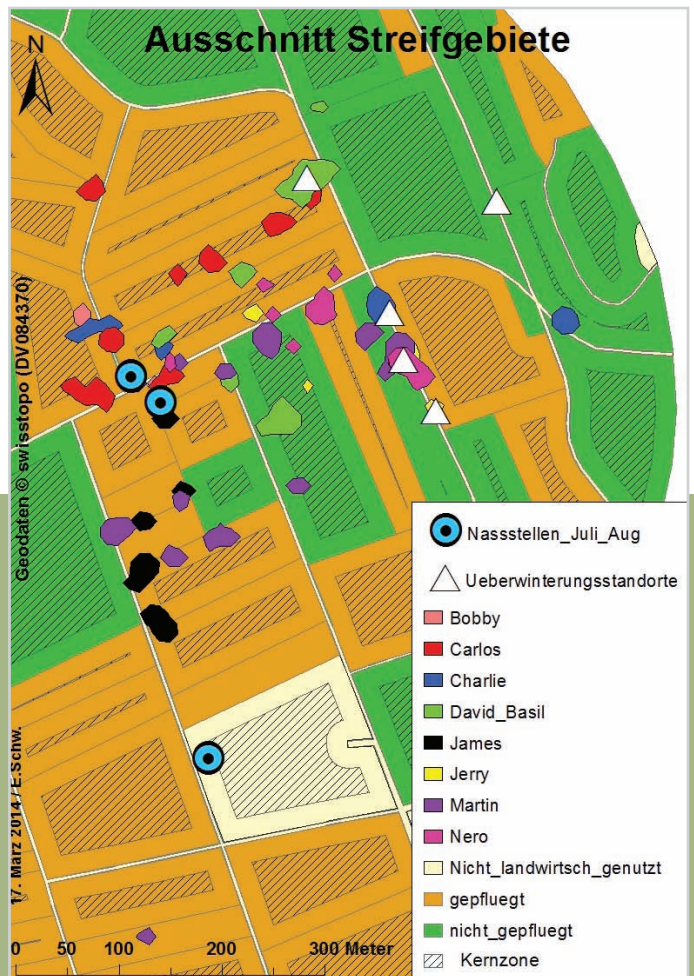 Ausschnitt Streifgebiete
N
Geodaten © swisstopo (DV084370)
17. März 2014 / E.Schw.
Nassstellen_Juli_Aug
Ueberwinterungsstandorte
Bobby
Carlos
Charlie
David_Basil
James
Jerry
Martin
Nero
Nicht_landwirtsch_genutzt
gepfluegt
nicht_gepfluegt
Kernzone
0 50 100 200 300 Meter